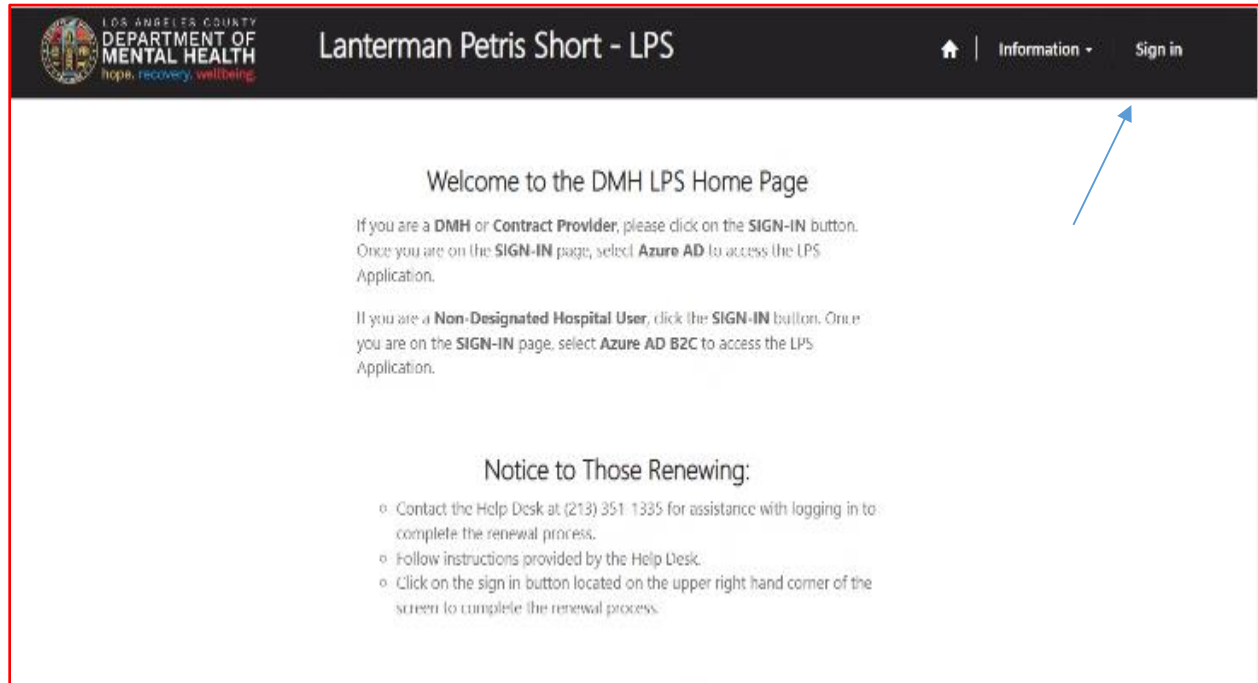 LOS ANGELES COUNTY
DEPARTMENT OF
MENTAL HEALTH
hope. recovery. wellbeing.
Lanterman Petris Short - LPS
Information
Sign in
Welcome to the DMH LPS Home Page
If you are a DMH or Contract Provider, please click on the SIGN-IN button.
Once you are on the SIGN-IN page, select Azure AD to access the LPS
Application.
If you are a Non-Designated Hospital User, click the SIGN-IN button. Once
you are on the SIGN-IN page, select Azure AD B2C to access the LPS
Application.
Notice to Those Renewing:
Contact the Help Desk at (213) 351-1335 for assistance with logging in to
complete the renewal process.
Follow instructions provided by the Help Desk.
Click on the sign in button located on the upper right hand corner of the
screen to complete the renewal process.